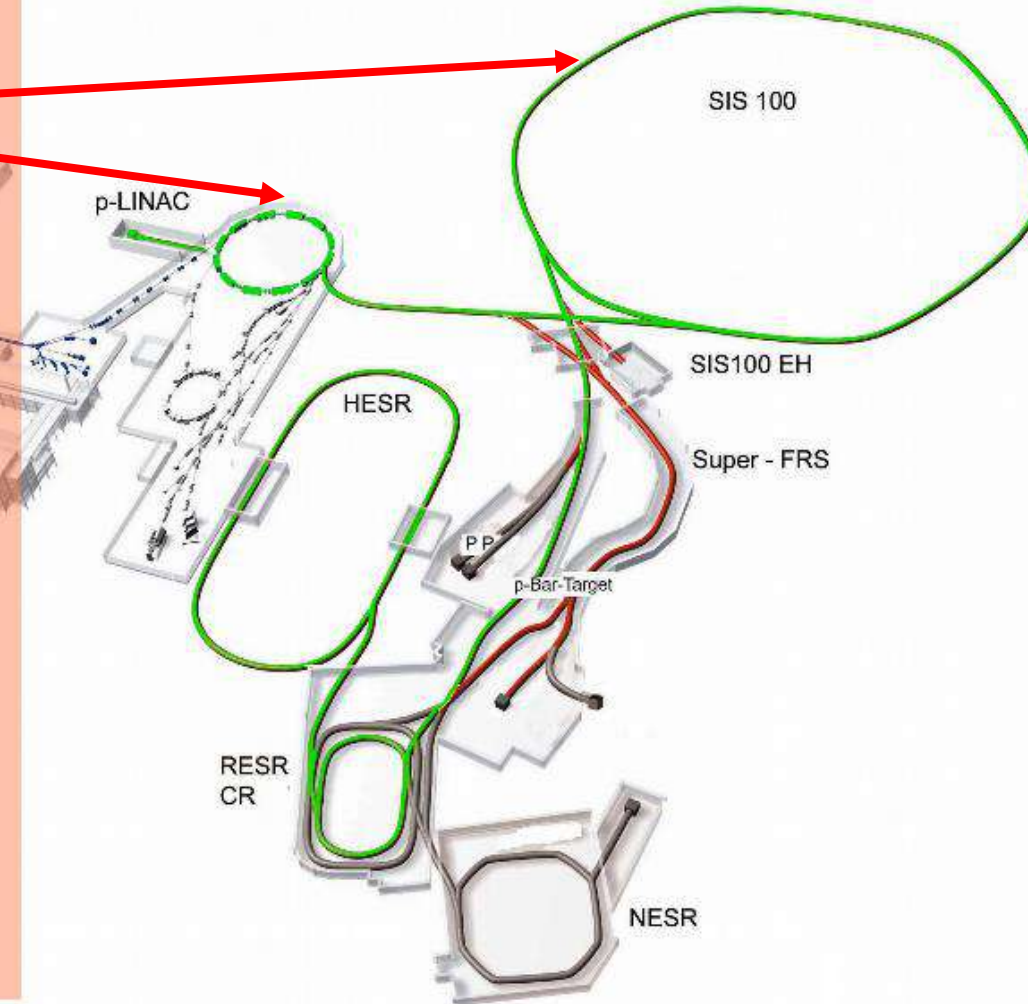 SIS 100
p-LINAC
SIS100 EH
HESR
Super - FRS
P P
p-Bar-Target
RESR
CR
NESR